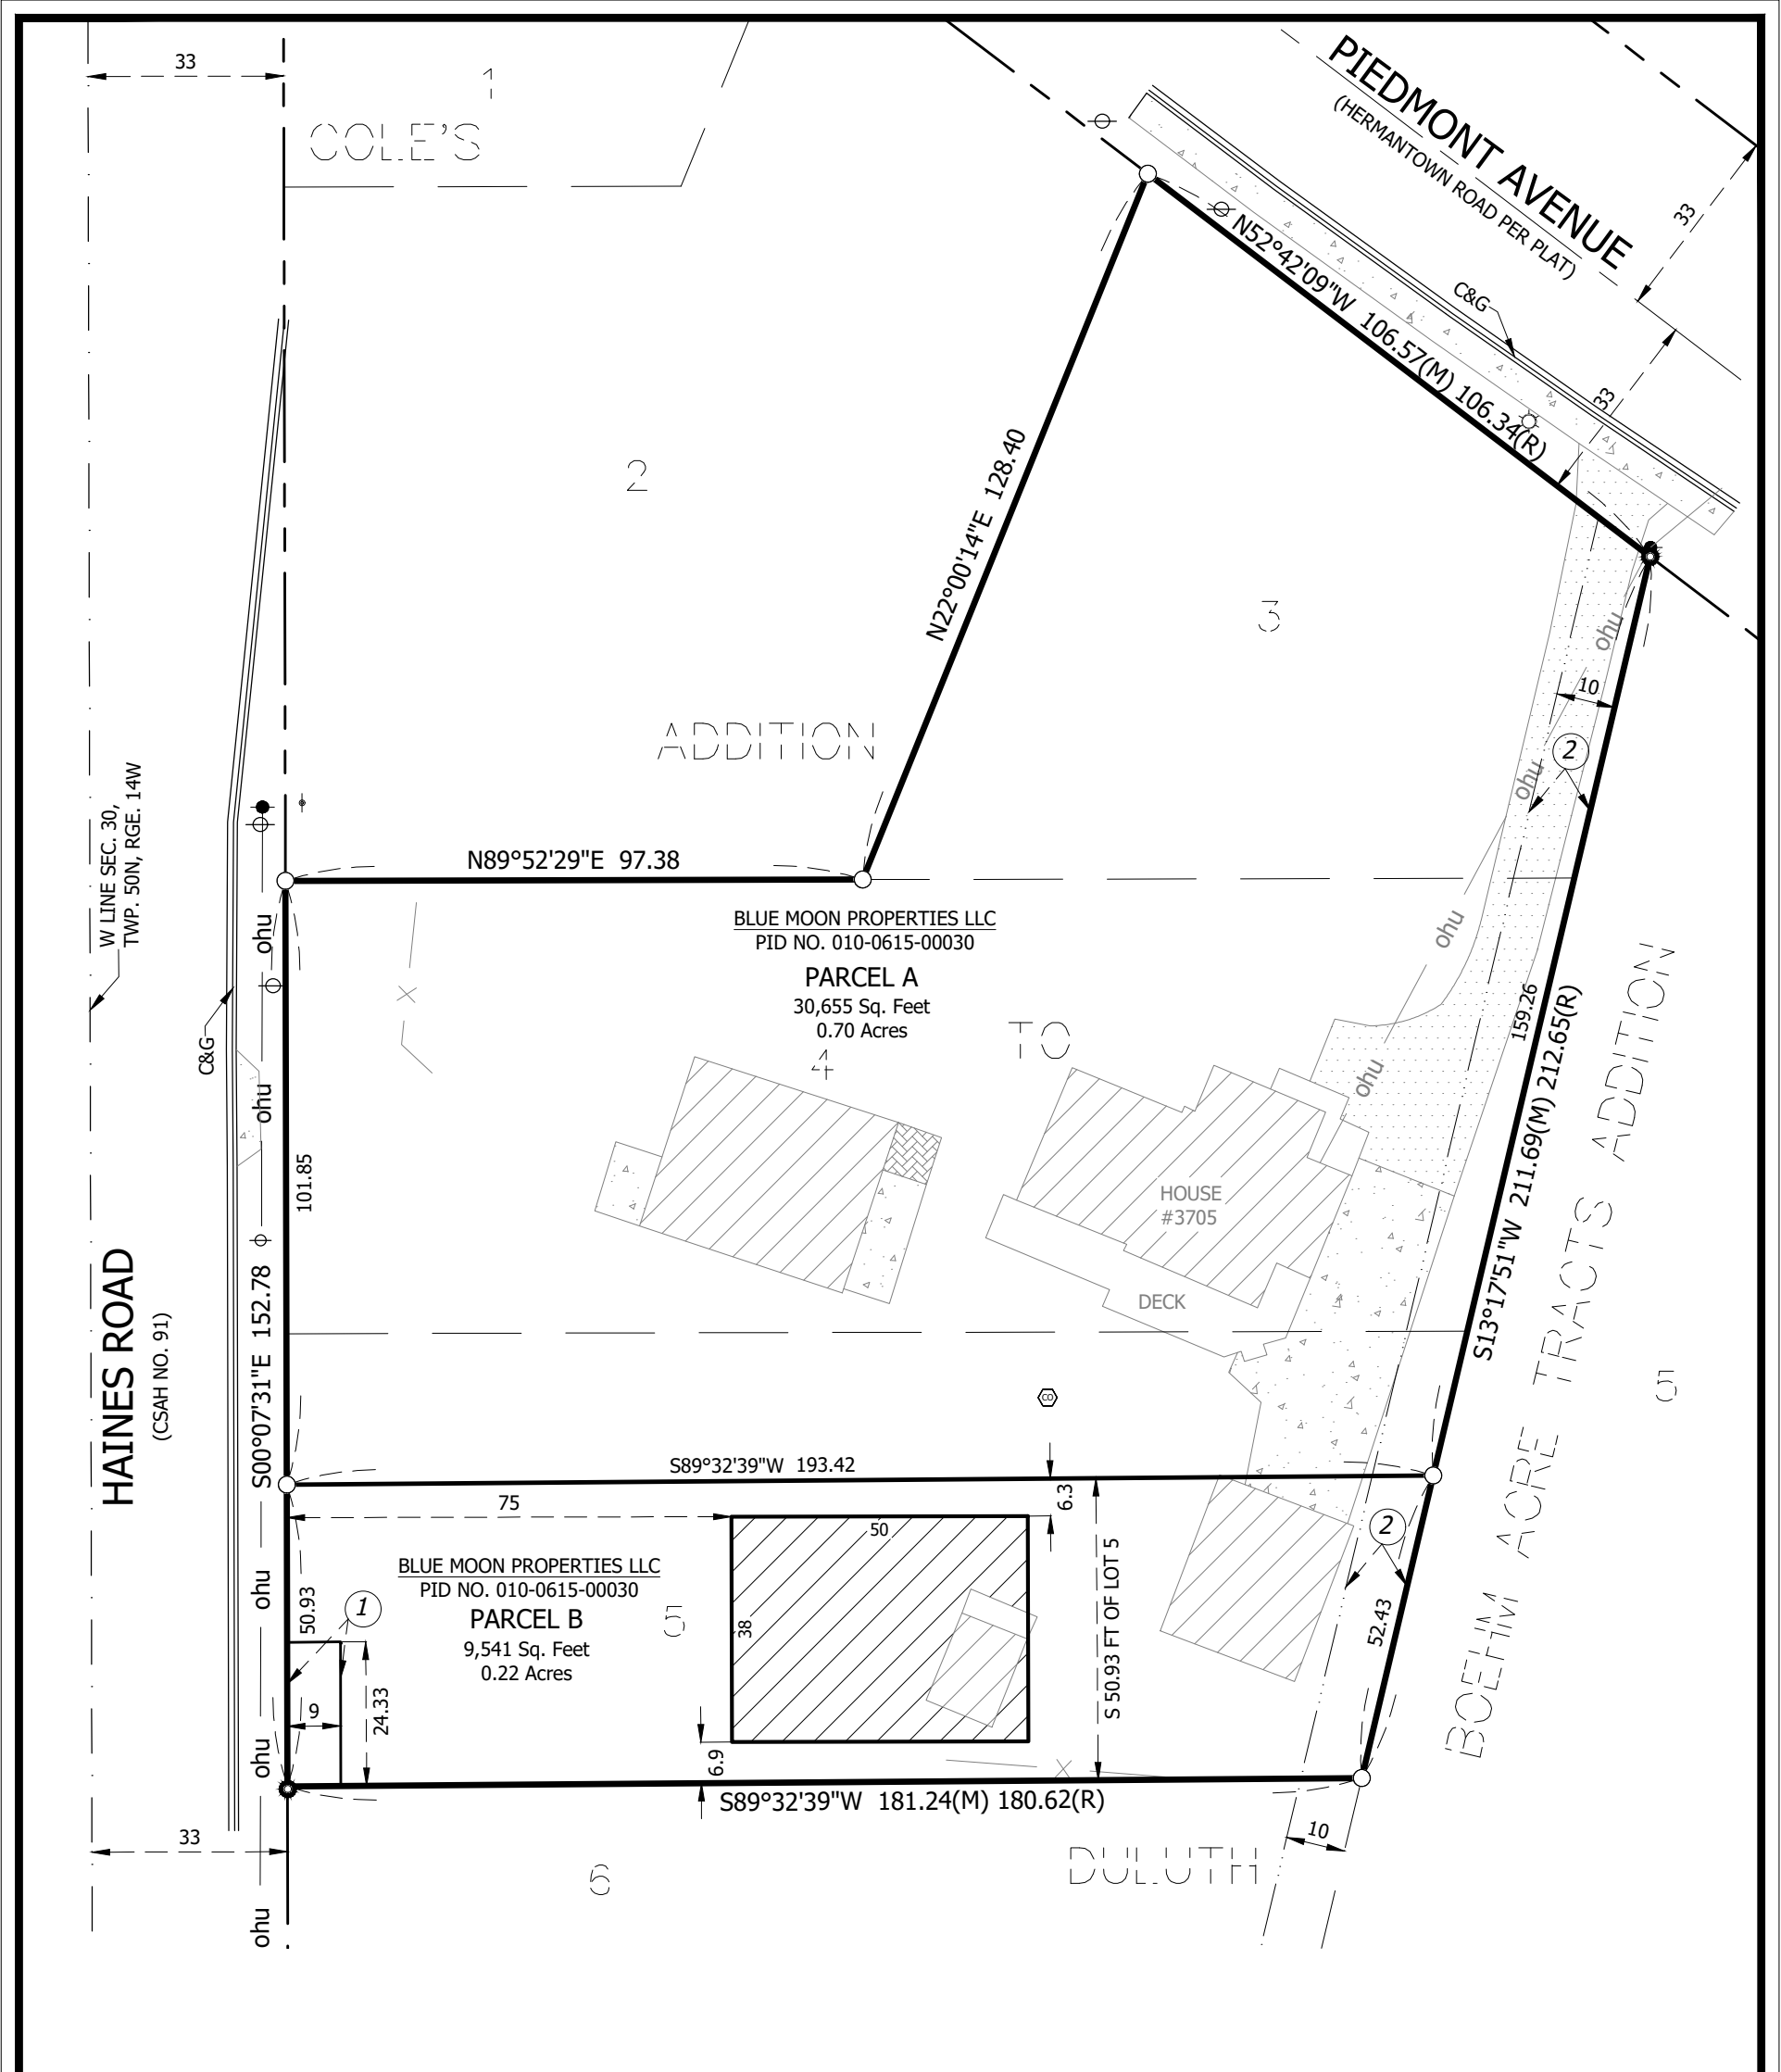 33
1
COLE'S
PIEDMONT AVENUE
(HERMANTOWN ROAD PER PLAT)
33
C&G
33
N52°42'09"W 106.57(M) 106.34(R)
2
N22°00'14"E 128.40
3
ohu
10
2
ohu
ADDITION
W LINE SEC. 30,
TWP. 50N, RGE. 14W
N89°52'29"E 97.38
ohu
BLUE MOON PROPERTIES LLC
PID NO. 010-0615-00030
PARCEL A
30,655 Sq. Feet
0.70 Acres
ohu
C&G
TO
4
159.26
S13°17'51"W 211.69(M) 212.65(R)
ohu
ohu
101.85
HOUSE
#3705
DECK
HAINES ROAD
(CSAH NO. 91)
S00°07'31"E 152.78
BOEHM ACRE TRACTS ADDITION
5
CO
S89°32'39"W 193.42
75
6.3
50
2
BLUE MOON PROPERTIES LLC
PID NO. 010-0615-00030
PARCEL B
9,541 Sq. Feet
0.22 Acres
5
38
S 50.93 FT OF LOT 5
52.43
ohu
50.93
1
9
24.33
ohu
6.9
S89°32'39"W 181.24(M) 180.62(R)
33
10
DULUTH
6
ohu